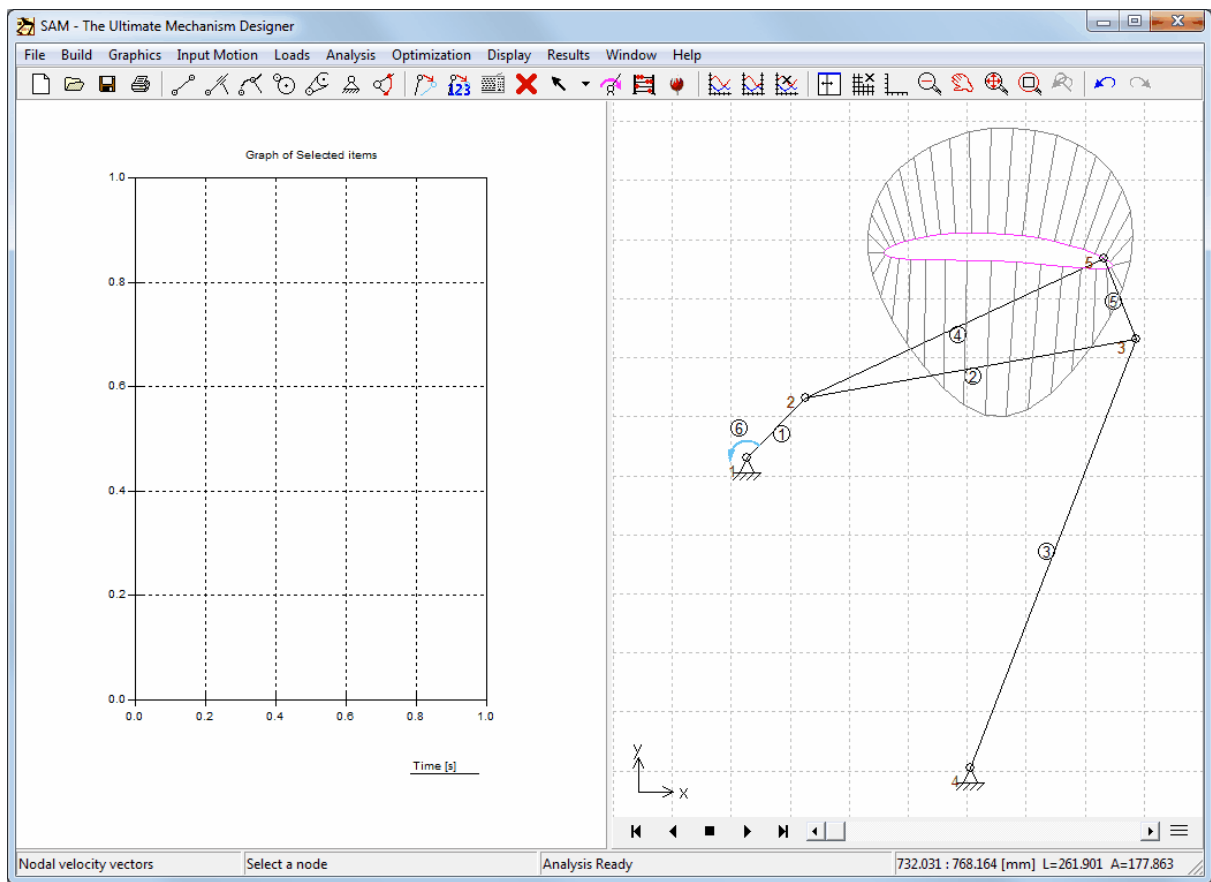 SAM - The Ultimate Mechanism Designer
File Build Graphics Input Motion Loads Analysis Optimization Display Results Window Help
123
Graph of Selected items
1.0
0.8
0.6
0.4
0.2
0.0
0.0 0.2 0.4 0.6 0.8 1.0
Time [s]
5
5
4
3
2
2
6
1
1
3
4
y
x
Nodal velocity vectors Select a node Analysis Ready 732.031 : 768.164 [mm] L=261.901 A=177.863